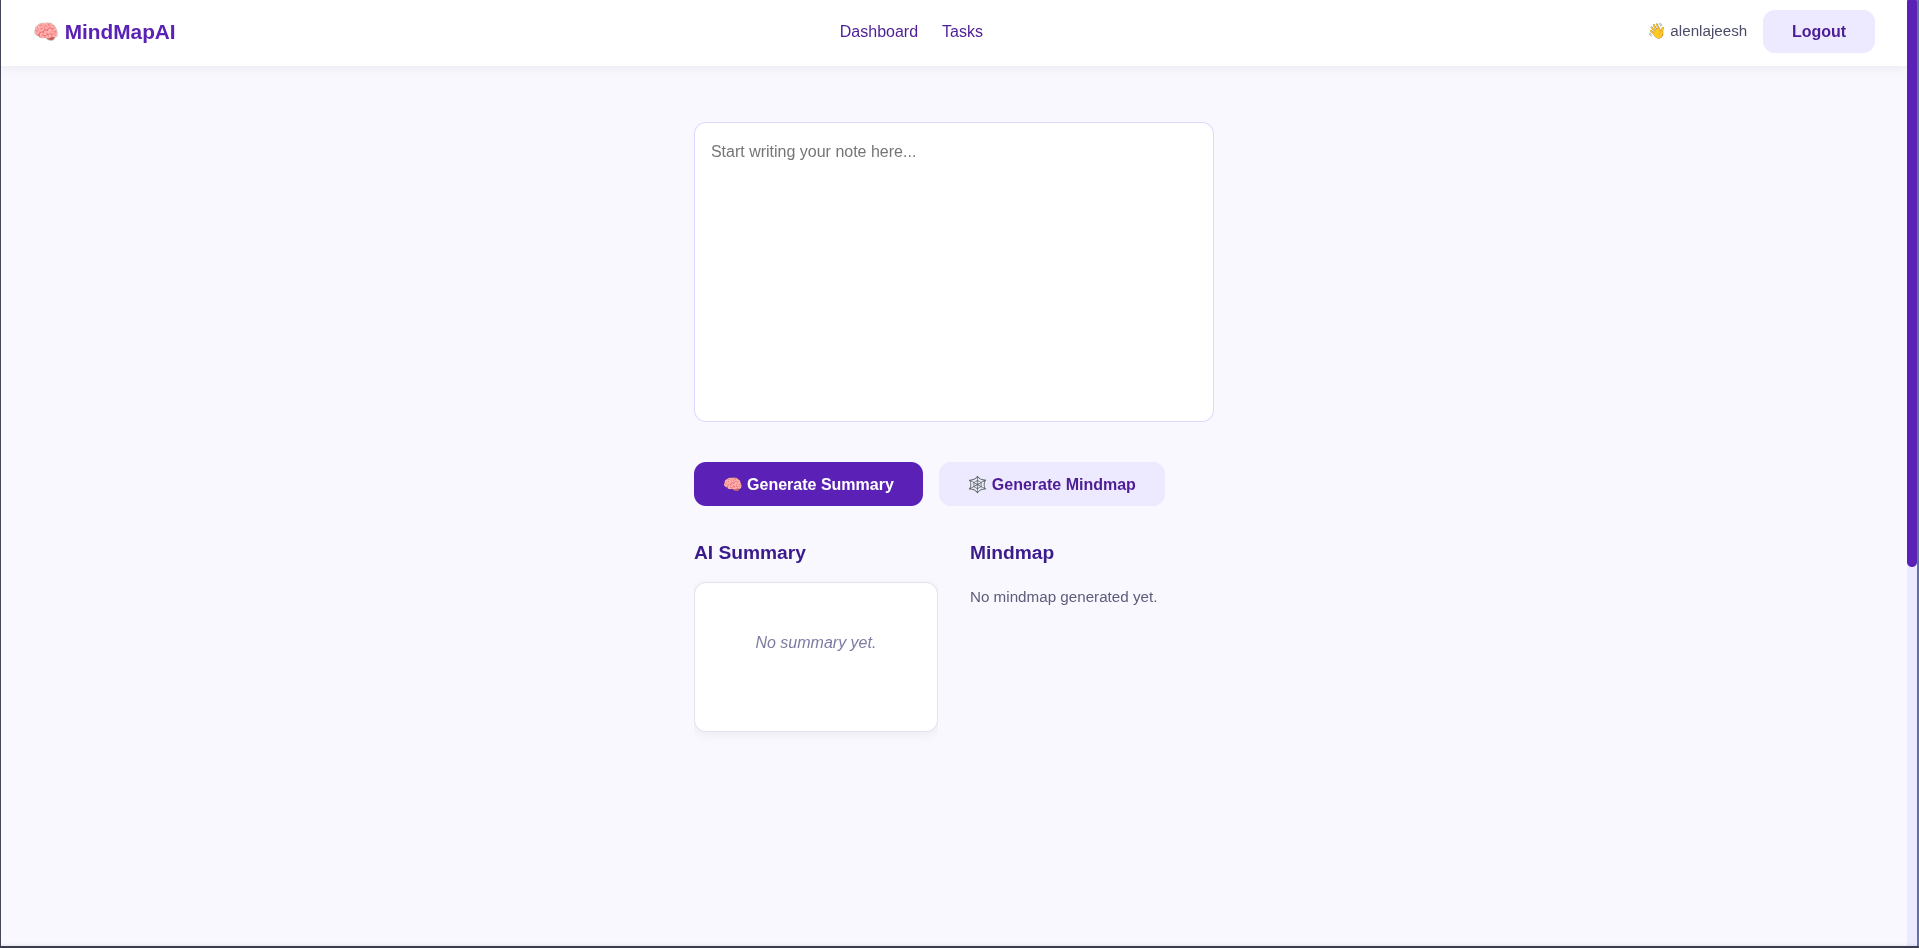 🧠 MindMapAI
Dashboard Tasks
👋 alenlajeesh
Logout
Start writing your note here...
🧠 Generate Summary
🕸️ Generate Mindmap
AI Summary
Mindmap
No summary yet.
No mindmap generated yet.